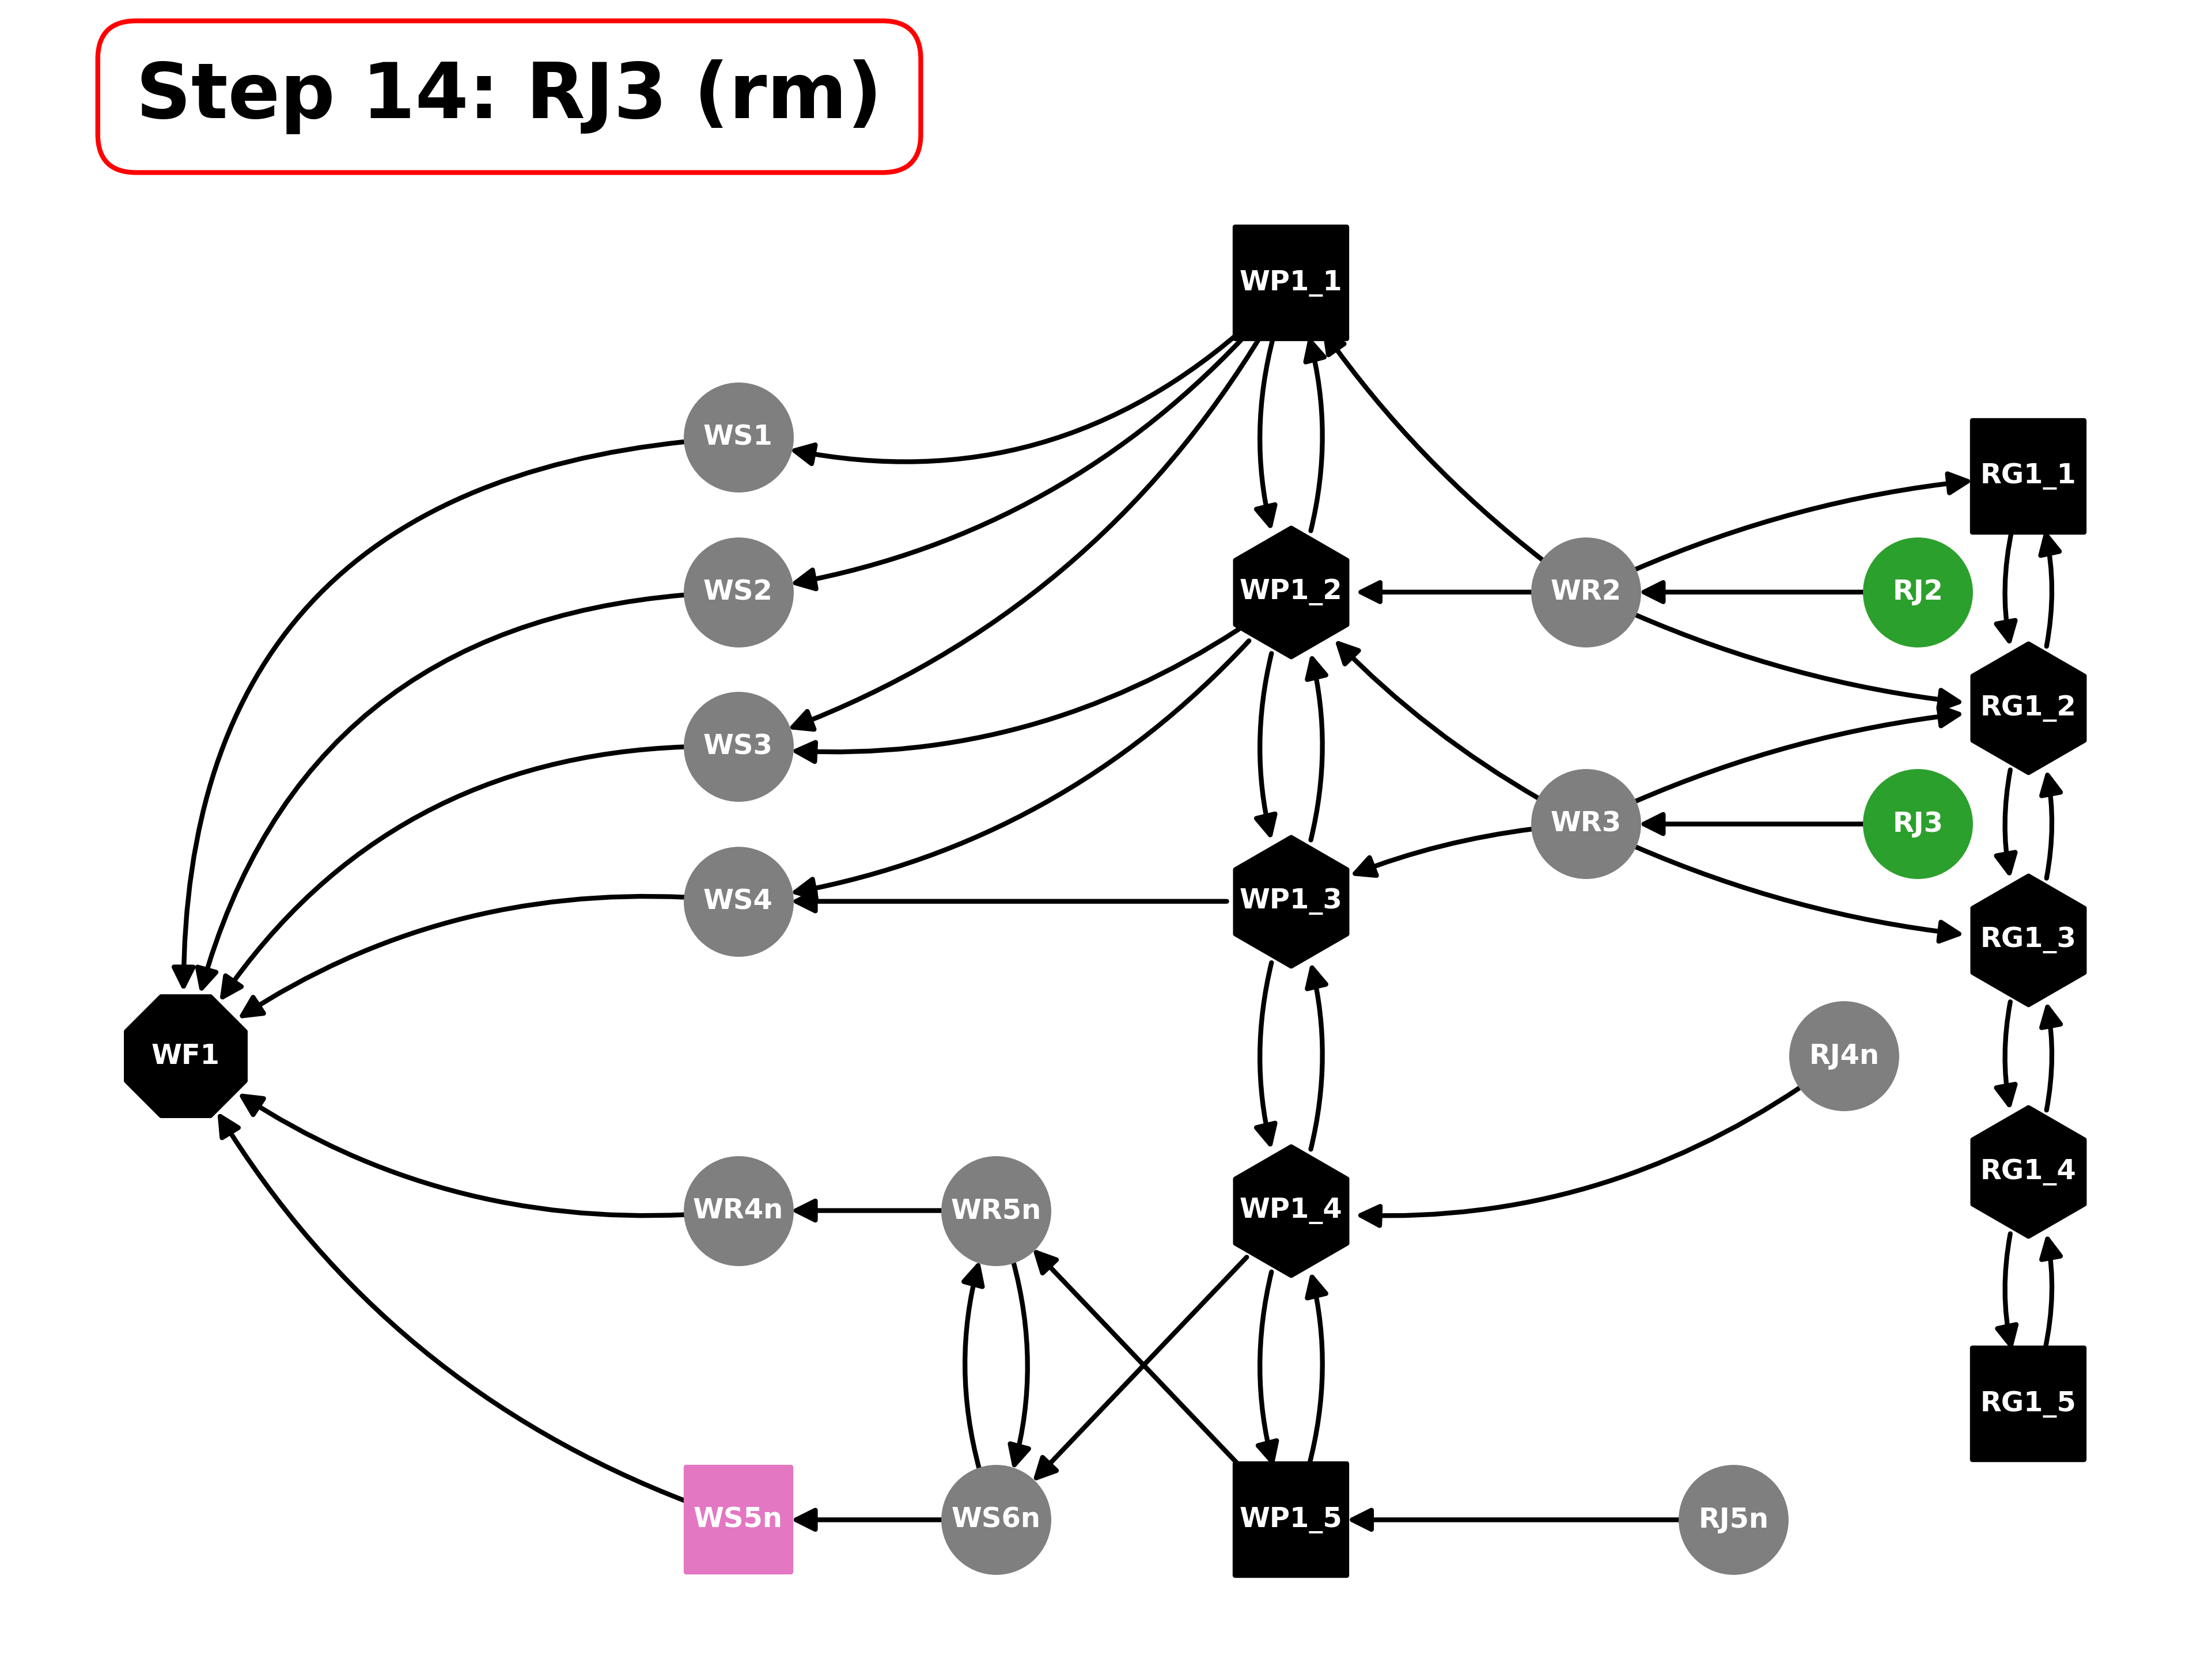 Step 14: RJ3 (rm)
WP1_1
WS1
RG1_1
WS2
WP1_2
WR2
RJ2
RG1_2
WS3
WR3
RJ3
WS4
WP1_3
RG1_3
WF1
RJ4n
RG1_4
WR4n
WR5n
WP1_4
RG1_5
WS5n
WS6n
WP1_5
RJ5n